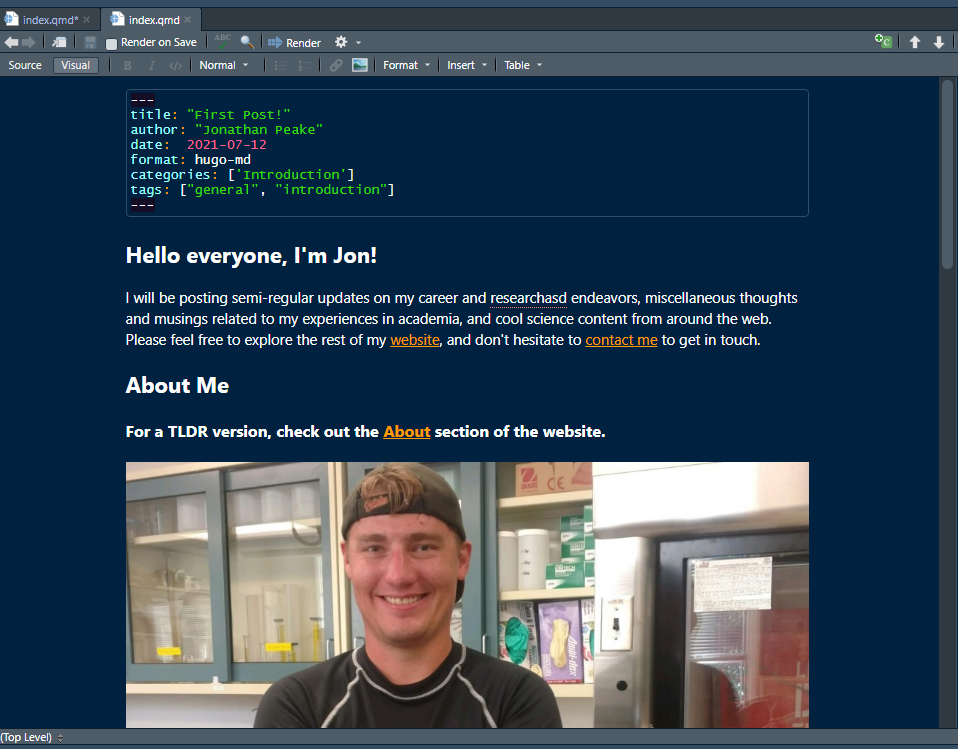 index.qmd* index.qmd
Render on Save ABC Render
Source Visual B I </> Normal Format Insert Table
---
title: "First Post!"
author: "Jonathan Peake"
date:  2021-07-12
format: hugo-md
categories: ['Introduction']
tags: ["general", "introduction"]
---
Hello everyone, I'm Jon!
I will be posting semi-regular updates on my career and researchasd endeavors, miscellaneous thoughts
and musings related to my experiences in academia, and cool science content from around the web.
Please feel free to explore the rest of my website, and don't hesitate to contact me to get in touch.
About Me
For a TLDR version, check out the About section of the website.
(Top Level)